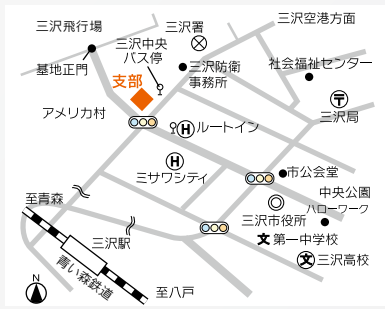 三沢空港方面
三沢飛行場
三沢署
三沢中央
バス停
基地正門
三沢防衛
事務所
社会福祉センター
支部
アメリカ村
〒
三沢局
H ルートイン
H
ミサワシティ
市公会堂
至青森
中央公園
ハローワーク
三沢市役所
文 第一中学校
三沢駅
文 三沢高校
青い森鉄道
至八戸
N